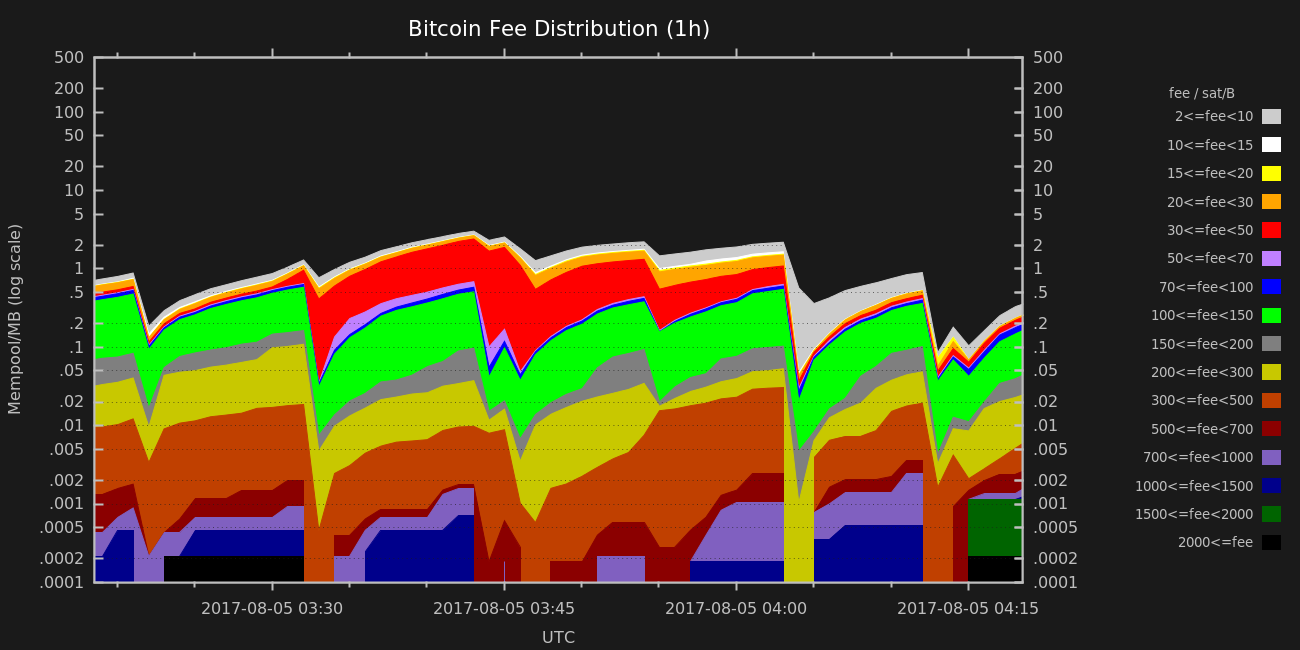 Bitcoin Fee Distribution (1h)
500 500
200 200
100 100
50 50
20 20
10 10
5 5
2 2
1 1
.5 .5
.2 .2
.1 .1
.05 .05
.02 .02
.01 .01
.005 .005
.002 .002
.001 .001
.0005 .0005
.0002 .0002
.0001 .0001
Mempool/MB (log scale)
2017-08-05 03:30 2017-08-05 03:45 2017-08-05 04:00 2017-08-05 04:15
UTC
fee / sat/B
2<=fee<10
10<=fee<15
15<=fee<20
20<=fee<30
30<=fee<50
50<=fee<70
70<=fee<100
100<=fee<150
150<=fee<200
200<=fee<300
300<=fee<500
500<=fee<700
700<=fee<1000
1000<=fee<1500
1500<=fee<2000
2000<=fee